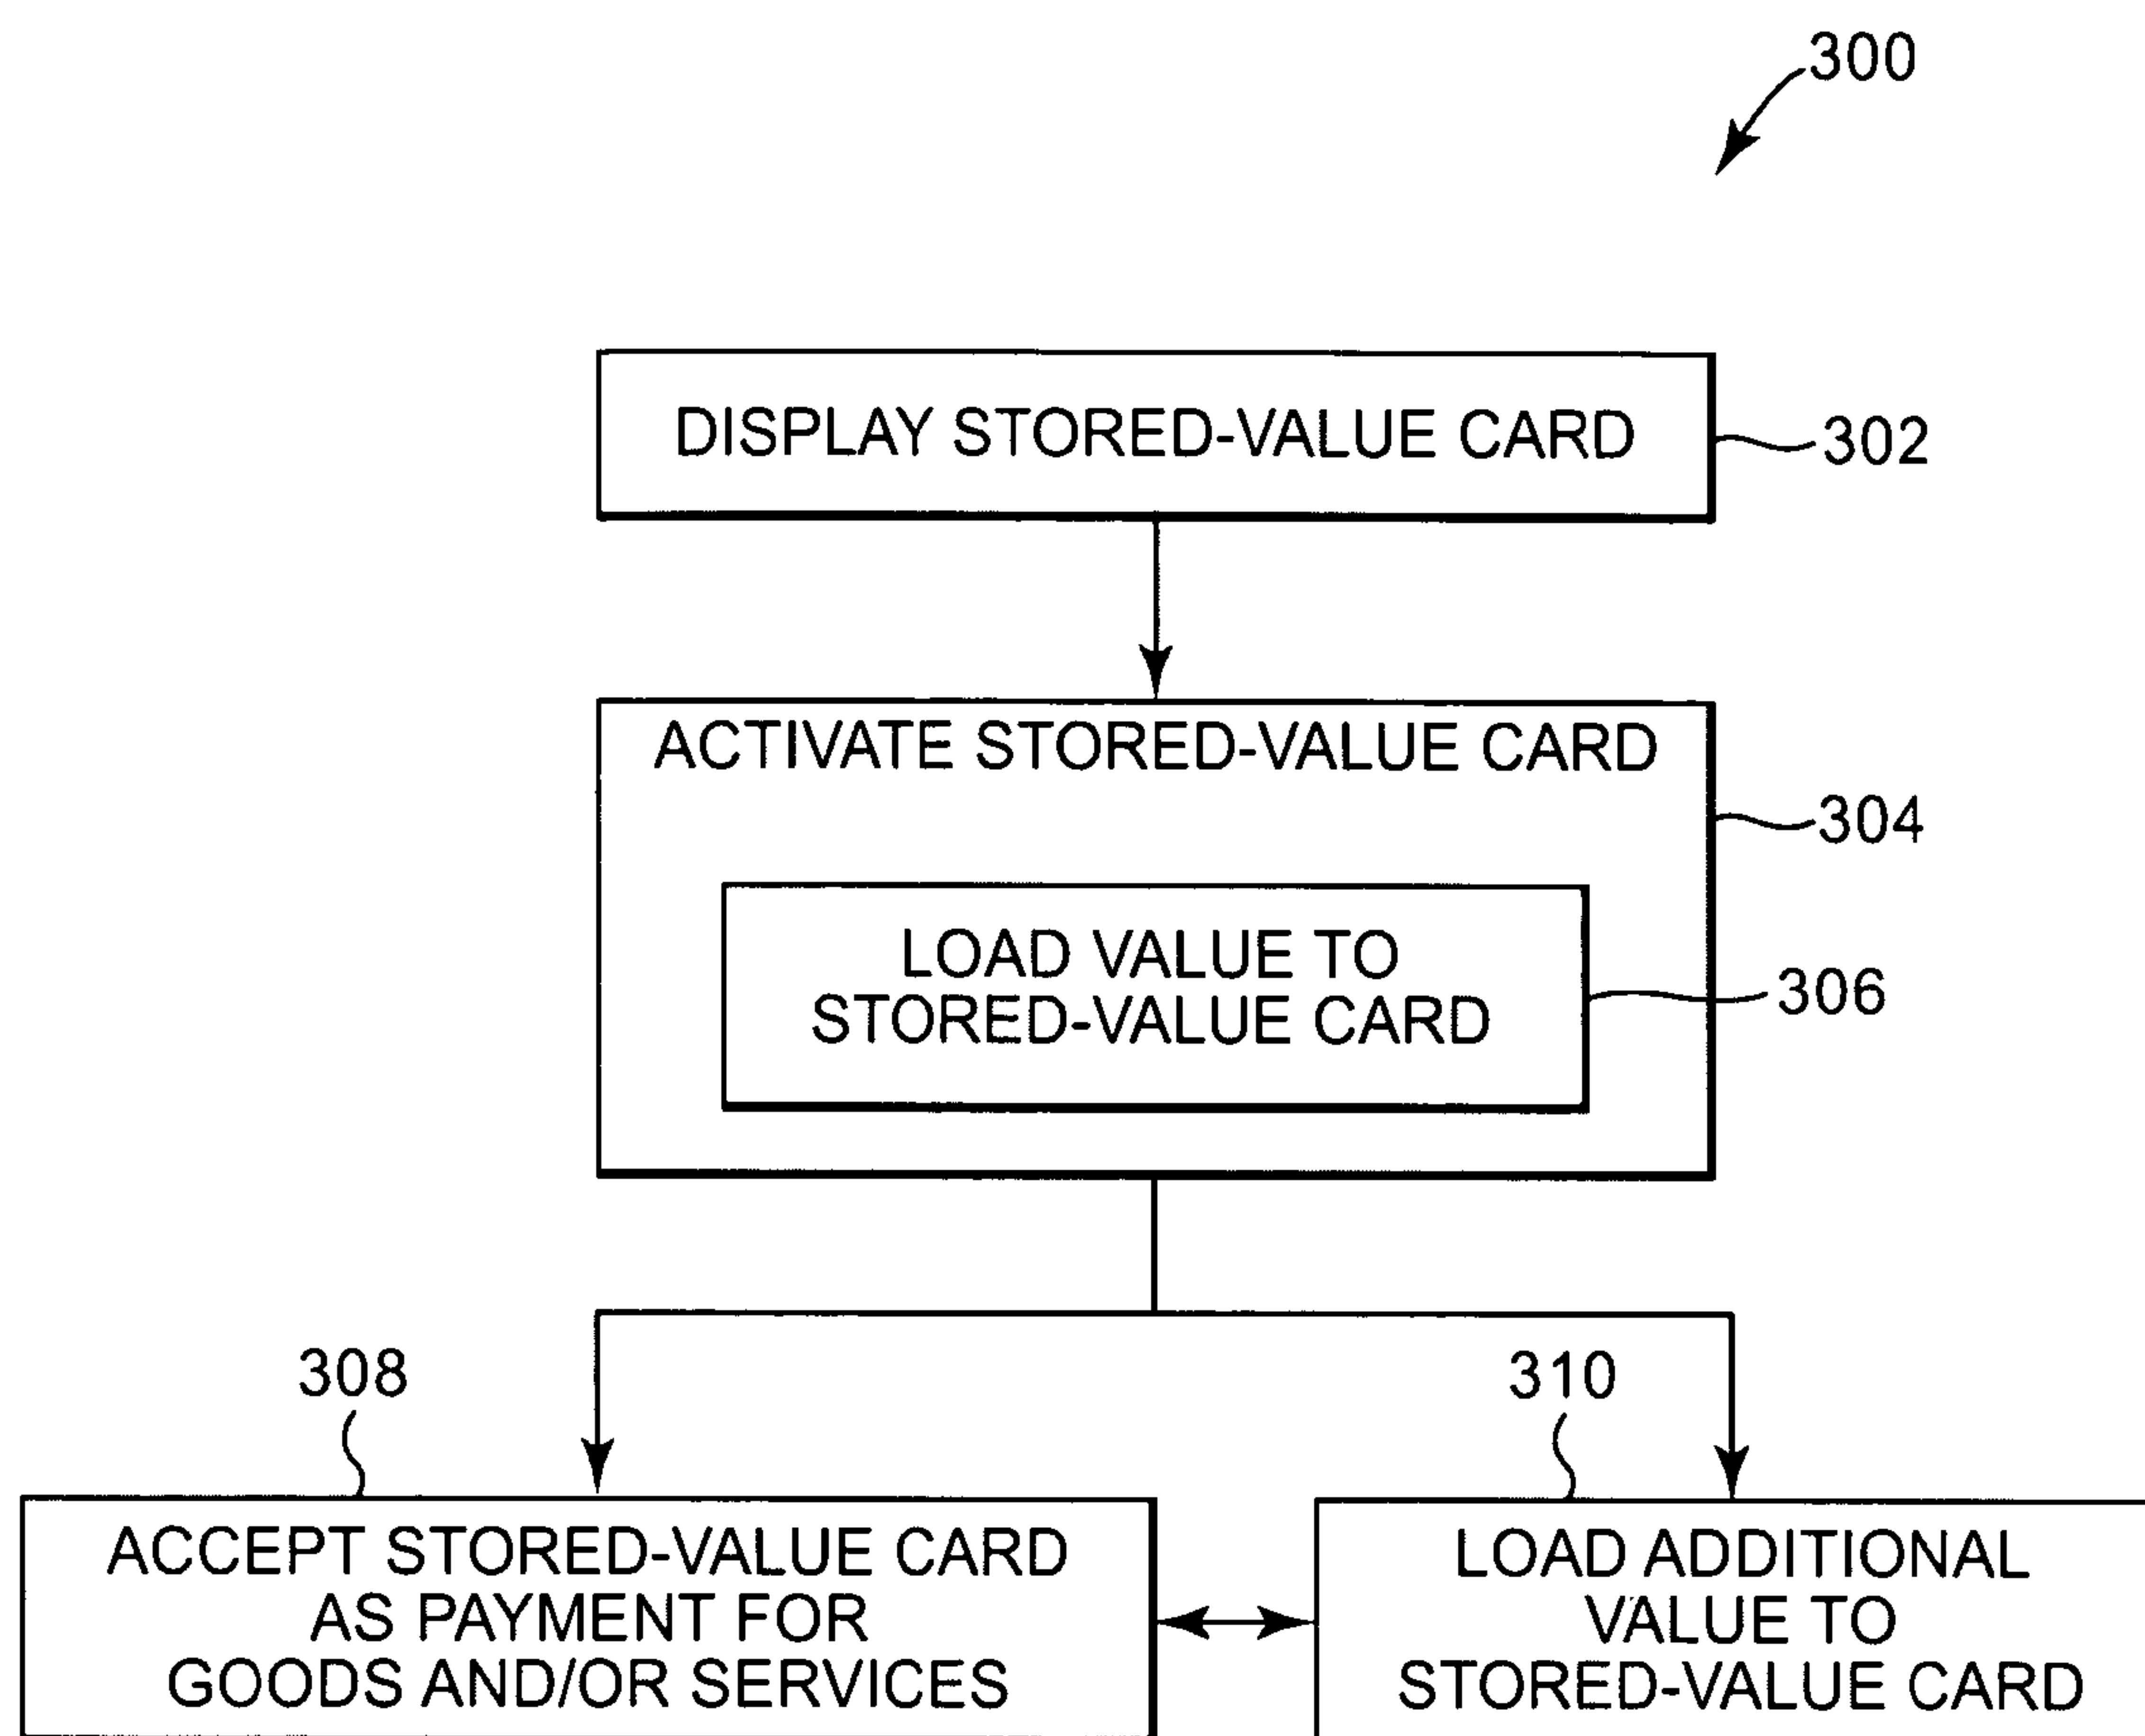 300
DISPLAY STORED-VALUE CARD
302
ACTIVATE STORED-VALUE CARD
304
LOAD VALUE TO
STORED-VALUE CARD
306
308
310
ACCEPT STORED-VALUE CARD
AS PAYMENT FOR
GOODS AND/OR SERVICES
LOAD ADDITIONAL
VALUE TO
STORED-VALUE CARD